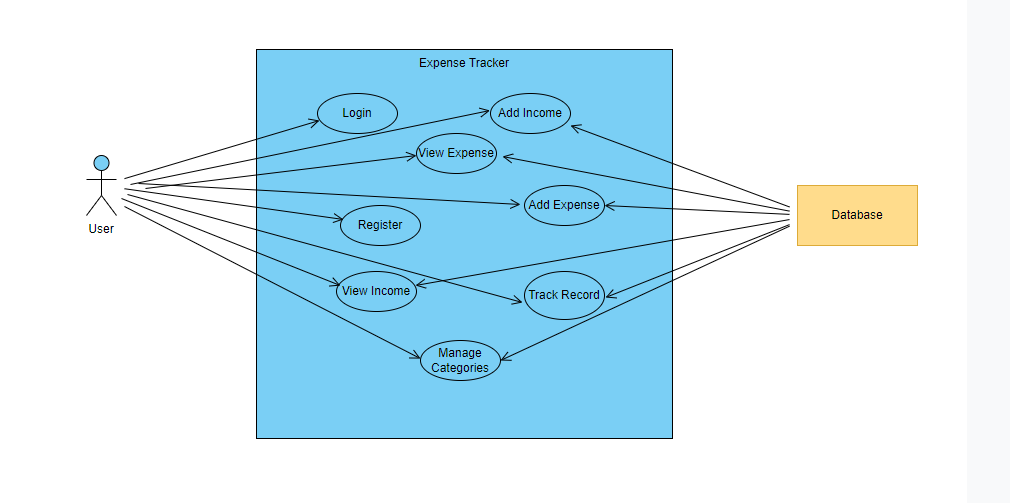 Expense Tracker
Login
Add Income
View Expense
Add Expense
Database
Register
User
View Income
Track Record
Manage
Categories